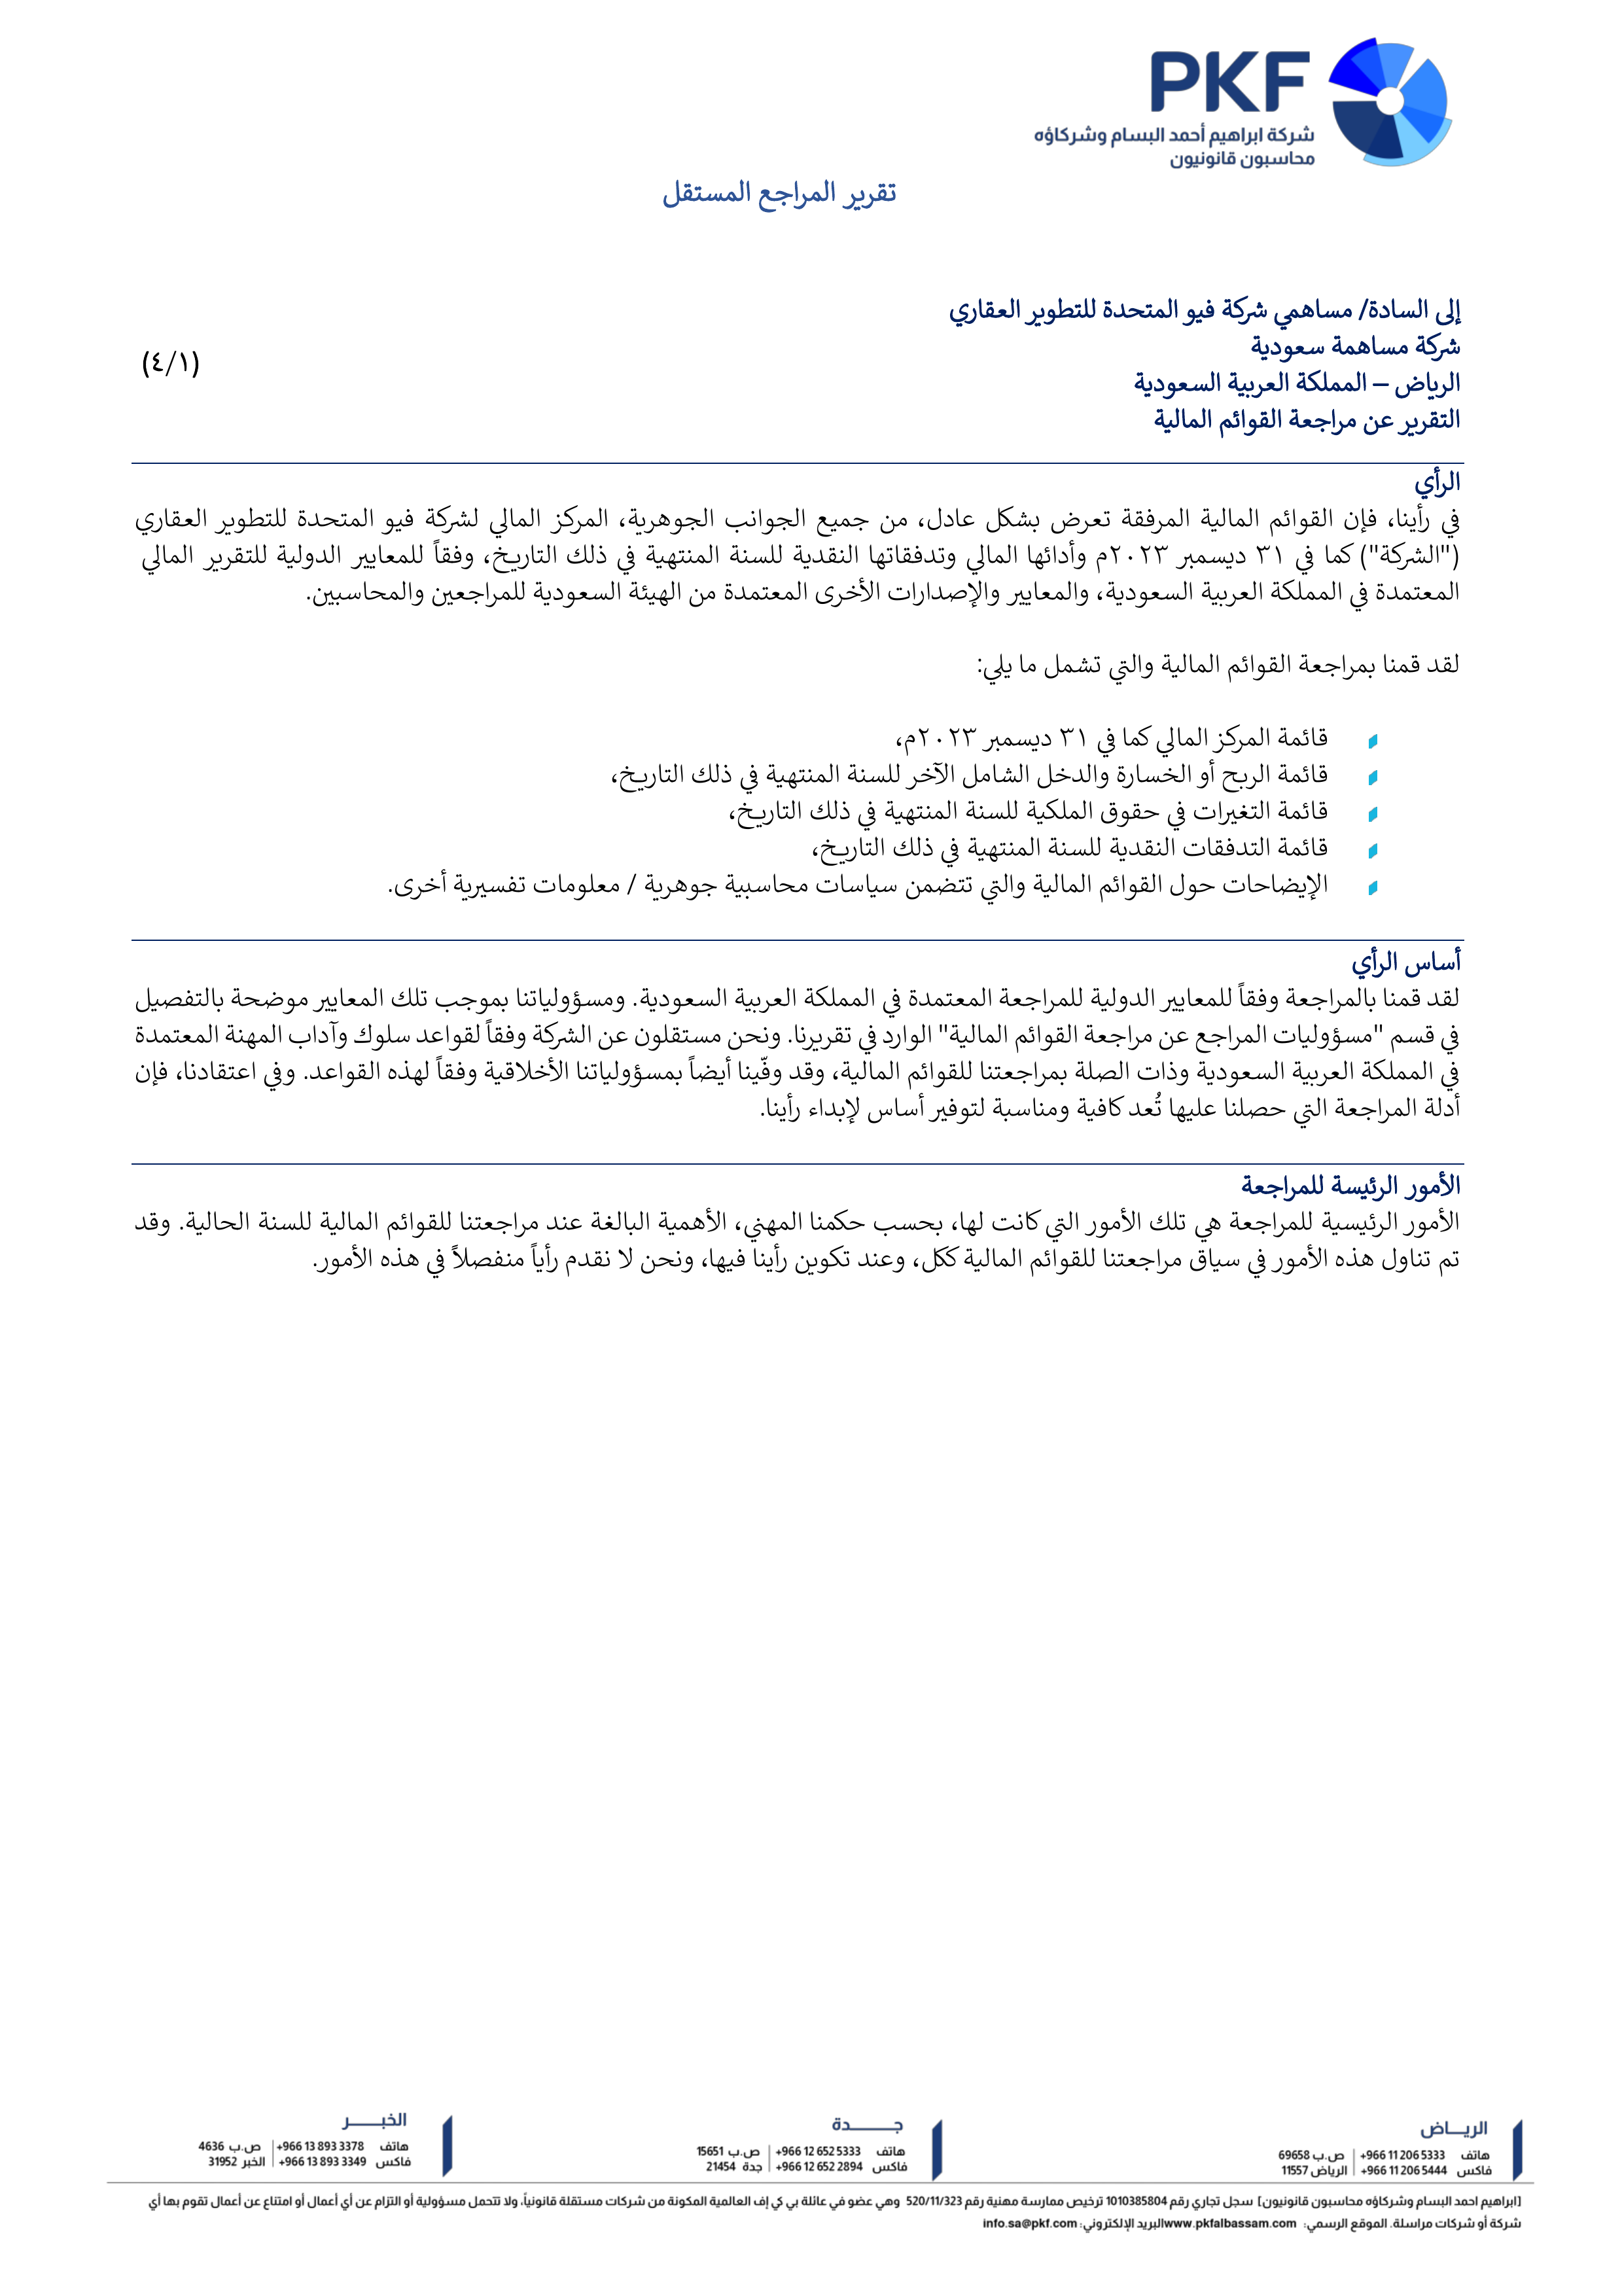 PKF
شركة ابراهيم أحمد البسام وشركاؤه
محاسبون قانونيون
تقرير المراجع المستقل
إلى السادة/ مساهمي شركة فيو المتحدة للتطوير العقاري
شركة مساهمة سعودية
(٤/١)
الرياض – المملكة العربية السعودية
التقرير عن مراجعة القوائم المالية
الرأي
في رأينا، فإن القوائم المالية المرفقة تعرض بشكل عادل، من جميع الجوانب الجوهرية، المركز المالي لشركة فيو المتحدة للتطوير العقاري
("الشركة") كما في ٣١ ديسمبر ٢٠٢٣م وأدائها المالي وتدفقاتها النقدية للسنة المنتهية في ذلك التاريخ، وفقاً للمعايير الدولية للتقرير المالي
المعتمدة في المملكة العربية السعودية، والمعايير والإصدارات الأخرى المعتمدة من الهيئة السعودية للمراجعين والمحاسبين.
لقد قمنا بمراجعة القوائم المالية والتي تشمل ما يلي:
قائمة المركز المالي كما في ٣١ ديسمبر ٢٠٢٣م،
قائمة الربح أو الخسارة والدخل الشامل الآخر للسنة المنتهية في ذلك التاريخ،
قائمة التغيرات في حقوق الملكية للسنة المنتهية في ذلك التاريخ،
قائمة التدفقات النقدية للسنة المنتهية في ذلك التاريخ،
الإيضاحات حول القوائم المالية والتي تتضمن سياسات محاسبية جوهرية / معلومات تفسيرية أخرى.
أساس الرأي
لقد قمنا بالمراجعة وفقاً للمعايير الدولية للمراجعة المعتمدة في المملكة العربية السعودية. ومسؤولياتنا بموجب تلك المعايير موضحة بالتفصيل
في قسم "مسؤوليات المراجع عن مراجعة القوائم المالية" الوارد في تقريرنا. ونحن مستقلون عن الشركة وفقاً لقواعد سلوك وآداب المهنة المعتمدة
في المملكة العربية السعودية وذات الصلة بمراجعتنا للقوائم المالية، وقد وفّينا أيضاً بمسؤولياتنا الأخلاقية وفقاً لهذه القواعد. وفي اعتقادنا، فإن
أدلة المراجعة التي حصلنا عليها تُعد كافية ومناسبة لتوفير أساس لإبداء رأينا.
الأمور الرئيسة للمراجعة
الأمور الرئيسية للمراجعة هي تلك الأمور التي كانت لها، بحسب حكمنا المهني، الأهمية البالغة عند مراجعتنا للقوائم المالية للسنة الحالية. وقد
تم تناول هذه الأمور في سياق مراجعتنا للقوائم المالية ككل، وعند تكوين رأينا فيها، ونحن لا نقدم رأياً منفصلاً في هذه الأمور.
الريـــاض
هاتف +966 11 206 5333 ص.ب 69658
فاكس +966 11 206 5444 الرياض 11557
جـــــــدة
هاتف +966 12 652 5333 ص.ب 15651
فاكس +966 12 652 2894 جدة 21454
الخبـــــر
هاتف +966 13 893 3378 ص.ب 4636
فاكس +966 13 893 3349 الخبر 31952
[ابراهيم احمد البسام وشركاؤه محاسبون قانونيون] سجل تجاري رقم 1010385804 ترخيص ممارسة مهنية رقم 520/11/323 وهي عضو في عائلة بي كي إف العالمية المكونة من شركات مستقلة قانونياً، ولا تتحمل مسؤولية أو التزام عن أي أعمال أو امتناع عن أعمال تقوم بها أي
شركة أو شركات مراسلة. الموقع الرسمي: www.pkfalbassam.comالبريد الإلكتروني: info.sa@pkf.com